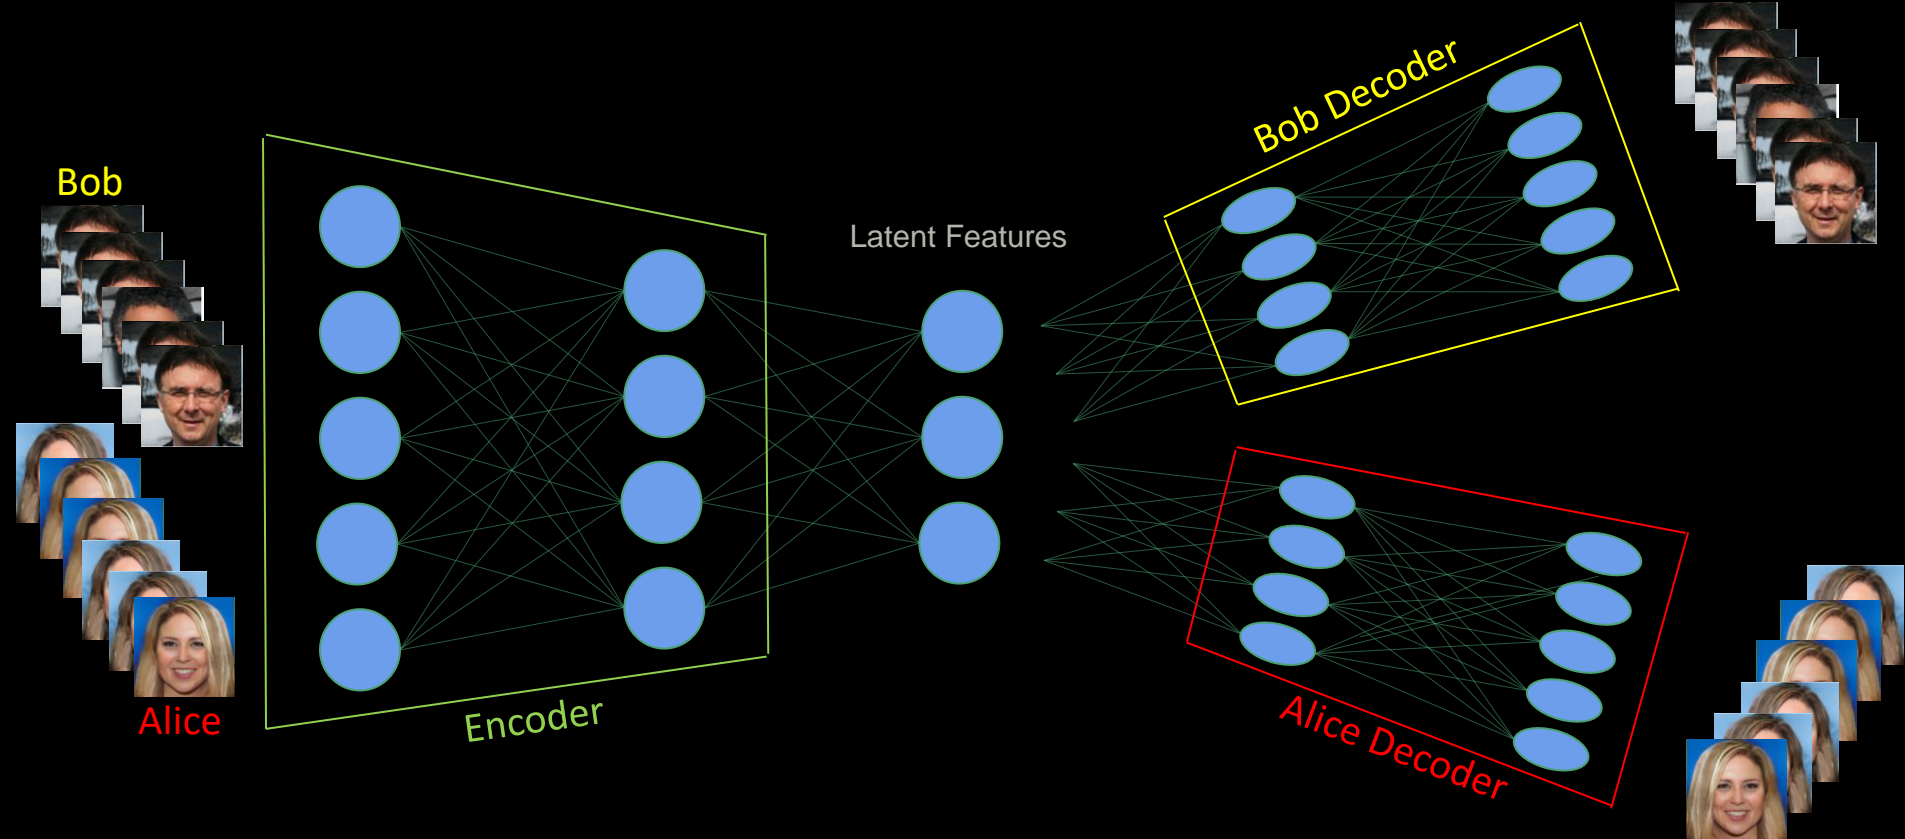 Bob
Alice
Encoder
Latent Features
Bob Decoder
Alice Decoder